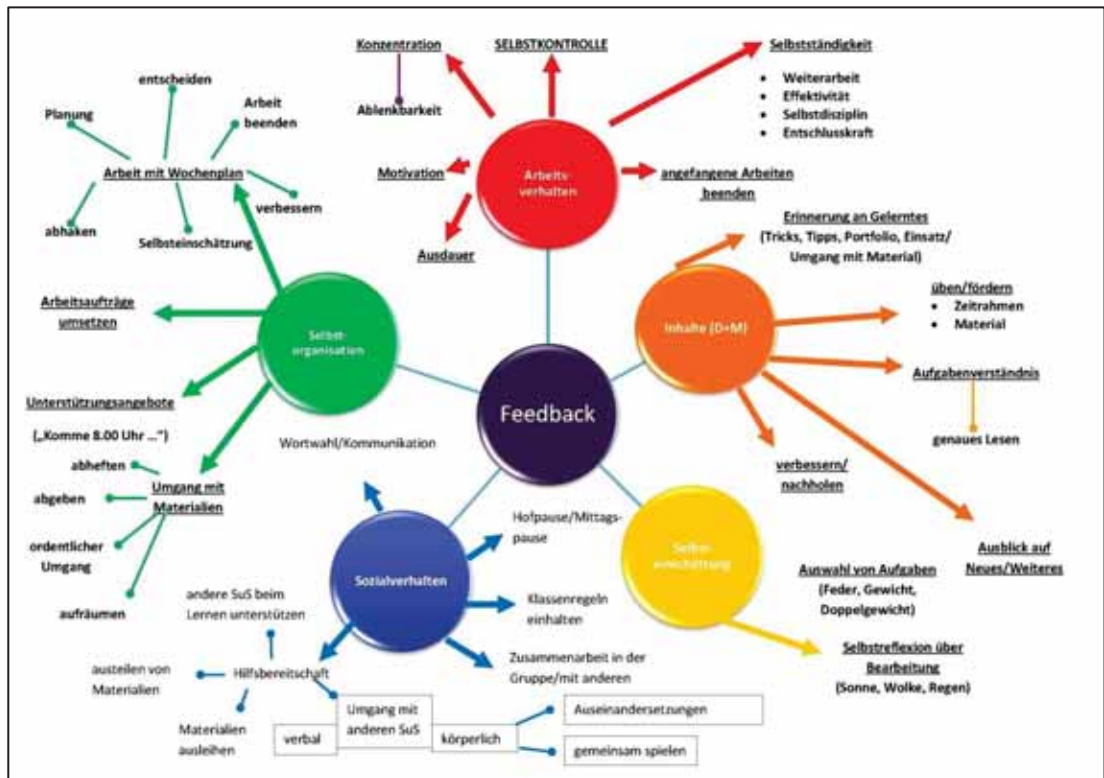 Konzentration
Ablenkbarkeit
SELBSTKONTROLLE
Selbstständigkeit
• Weiterarbeit
• Effektivität
• Selbstdisziplin
• Entschlusskraft
Motivation
Ausdauer
Arbeits-
verhalten
angefangene Arbeiten
beenden
entscheiden
Planung
Arbeit
beenden
Arbeit mit Wochenplan
verbessern
abhaken
Selbsteinschätzung
Arbeitsaufträge
umsetzen
Selbst-
organisation
Unterstützungsangebote
(„Komme 8.00 Uhr ...“)
abheften
abgeben
Umgang mit
Materialien
ordentlicher
Umgang
aufräumen
Erinnerung an Gelerntes
(Tricks, Tipps, Portfolio, Einsatz/
Umgang mit Material)
Inhalte (D+M)
üben/fördern
• Zeitrahmen
• Material
Aufgabenverständnis
genaues Lesen
verbessern/
nachholen
Ausblick auf
Neues/Weiteres
Feedback
Wortwahl/Kommunikation
Hofpause/Mittags-
pause
Sozialverhalten
Klassenregeln
einhalten
Zusammenarbeit in der
Gruppe/mit anderen
andere SuS beim
Lernen unterstützen
Hilfsbereitschaft
austeilen von
Materialien
Materialien
ausleihen
Umgang mit
anderen SuS
verbal
körperlich
Auseinandersetzungen
gemeinsam spielen
Selbst-
einschätzung
Auswahl von Aufgaben
(Feder, Gewicht,
Doppelgewicht)
Selbstreflexion über
Bearbeitung
(Sonne, Wolke, Regen)